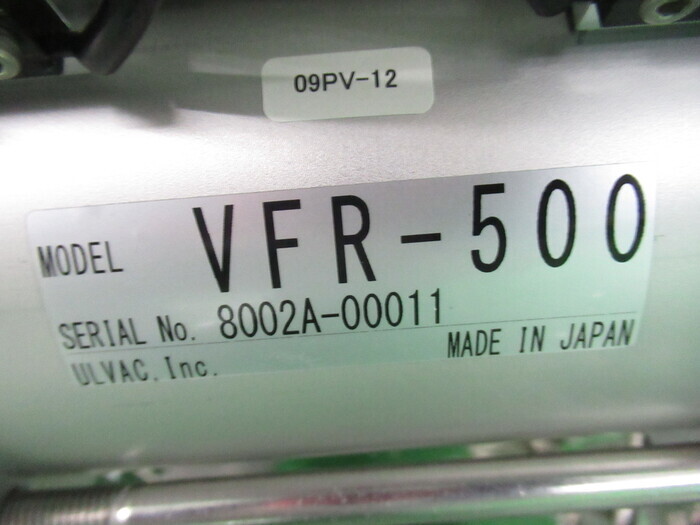 09PV-12
MODEL VFR-500
SERIAL No. 8002A-00011
ULVAC, Inc. MADE IN JAPAN